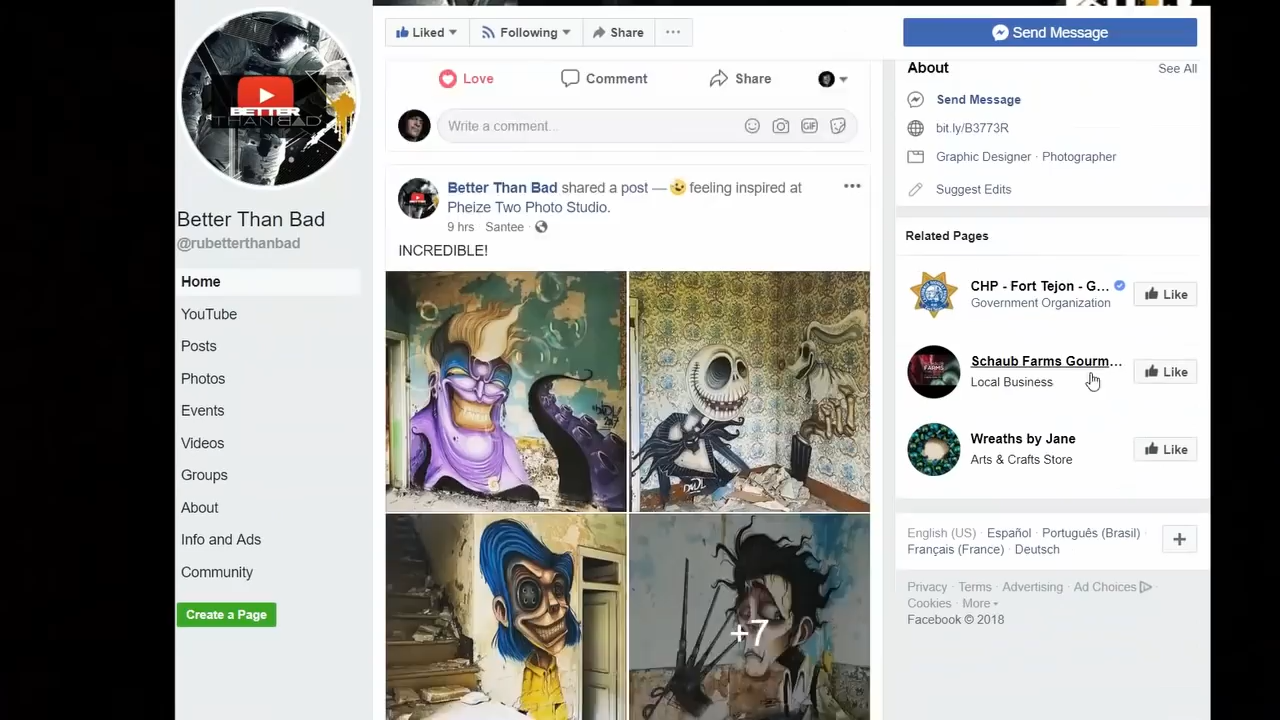 Liked
Following
Share
Send Message
BETTER
THAN BAD
Better Than Bad
@rubetterthanbad
Home
YouTube
Posts
Photos
Events
Videos
Groups
About
Info and Ads
Community
Create a Page
Love
Comment
Share
Write a comment...
GIF
Better Than Bad shared a post — feeling inspired at
Pheize Two Photo Studio.
9 hrs Santee
INCREDIBLE!
+7
About
See All
Send Message
bit.ly/B3773R
Graphic Designer · Photographer
Suggest Edits
Related Pages
CHP - Fort Tejon - G...
Government Organization
Like
Schaub Farms Gourm...
Local Business
Like
Wreaths by Jane
Arts & Crafts Store
Like
English (US) · Español · Português (Brasil) ·
Français (France) · Deutsch
Privacy · Terms · Advertising · Ad Choices ·
Cookies · More
Facebook © 2018